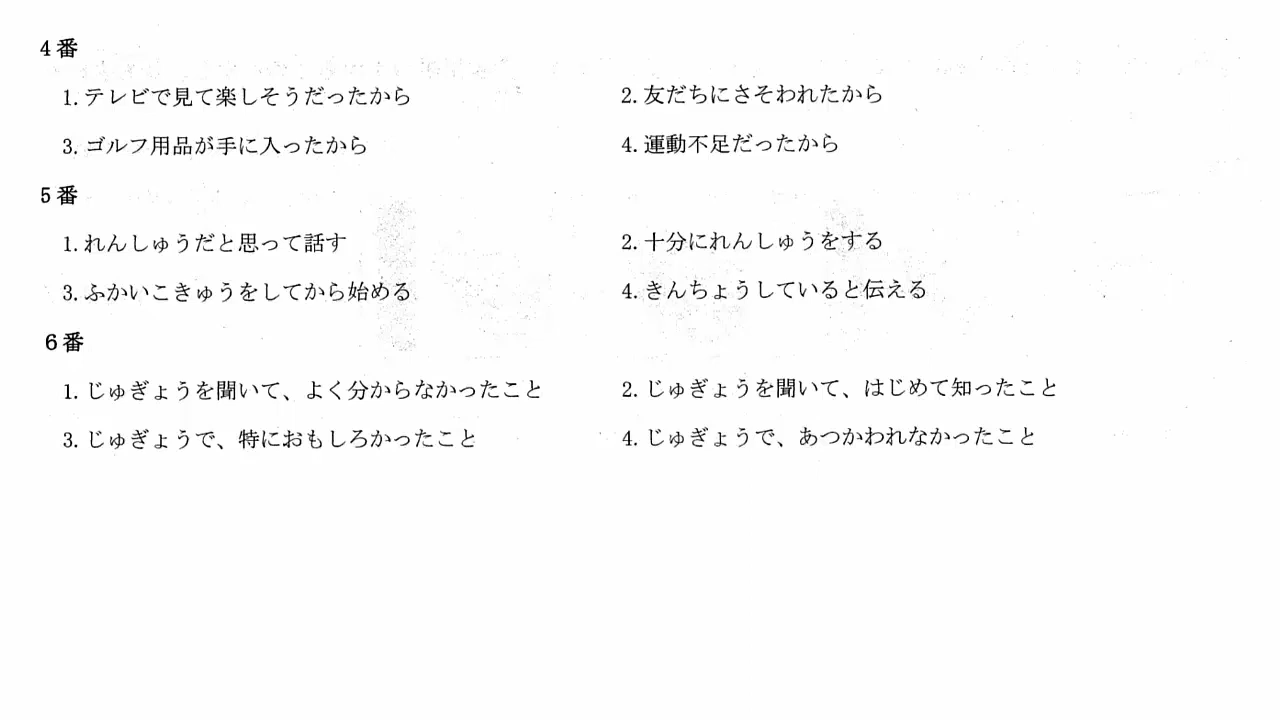 4番
1. テレビで見て楽しそうだったから 2. 友だちにさそわれたから
3. ゴルフ用品が手に入ったから 4. 運動不足だったから
5番
1. れんしゅうだと思って話す 2. 十分にれんしゅうをする
3. ふかいこきゅうをしてから始める 4. きんちょうしていると伝える
6番
1. じゅぎょうを聞いて、よく分からなかったこと 2. じゅぎょうを聞いて、はじめて知ったこと
3. じゅぎょうで、特におもしろかったこと 4. じゅぎょうで、あつかわれなかったこと